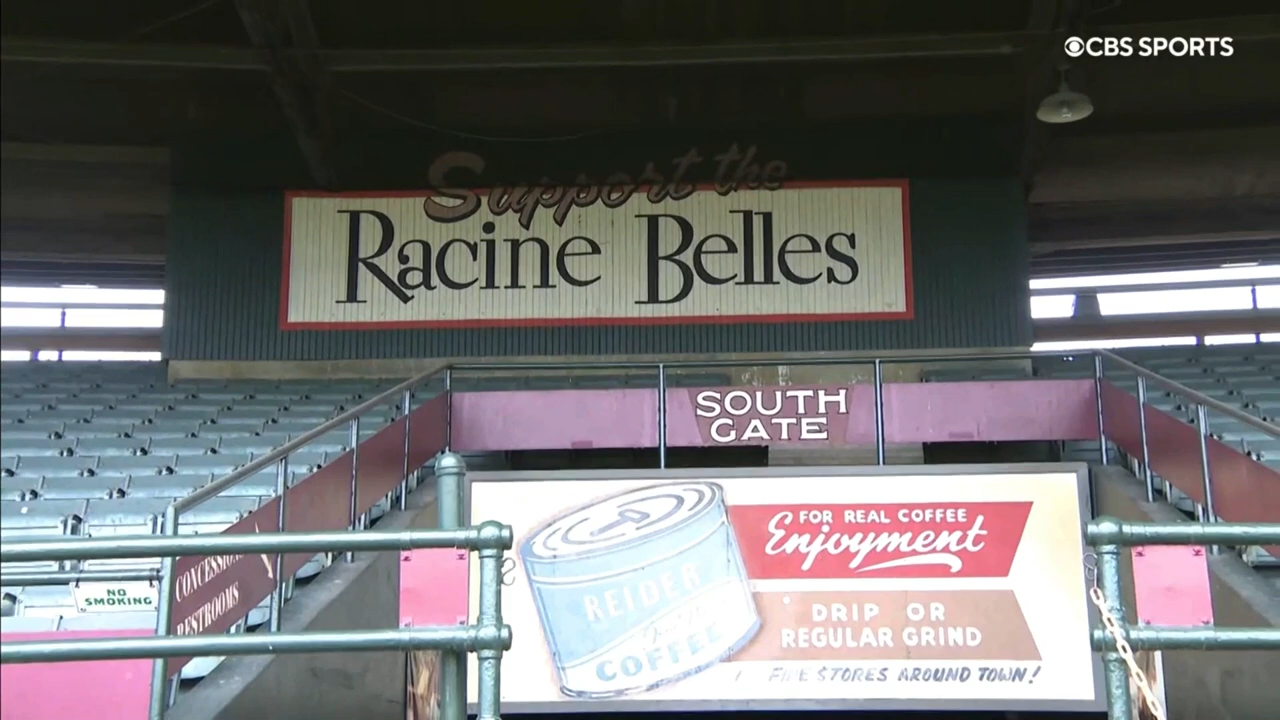 CBS SPORTS
Support the
Racine Belles
SOUTH
GATE
FOR REAL COFFEE
Enjoyment
REIDER
COFFEE
DRIP OR
REGULAR GRIND
FINE STORES AROUND TOWN!
CONCESSIONS
RESTROOMS
NO
SMOKING